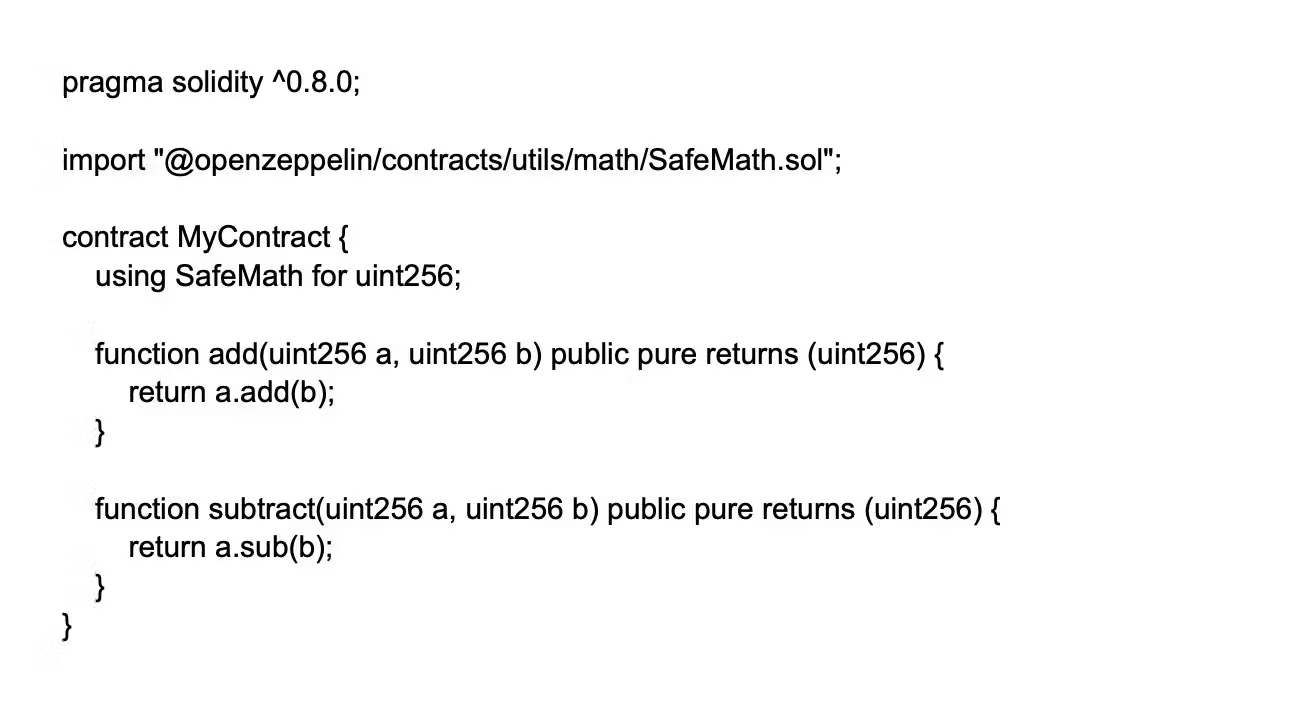 pragma solidity ^0.8.0;
import "@openzeppelin/contracts/utils/math/SafeMath.sol";
contract MyContract {
using SafeMath for uint256;
function add(uint256 a, uint256 b) public pure returns (uint256) {
return a.add(b);
}
function subtract(uint256 a, uint256 b) public pure returns (uint256) {
return a.sub(b);
}
}